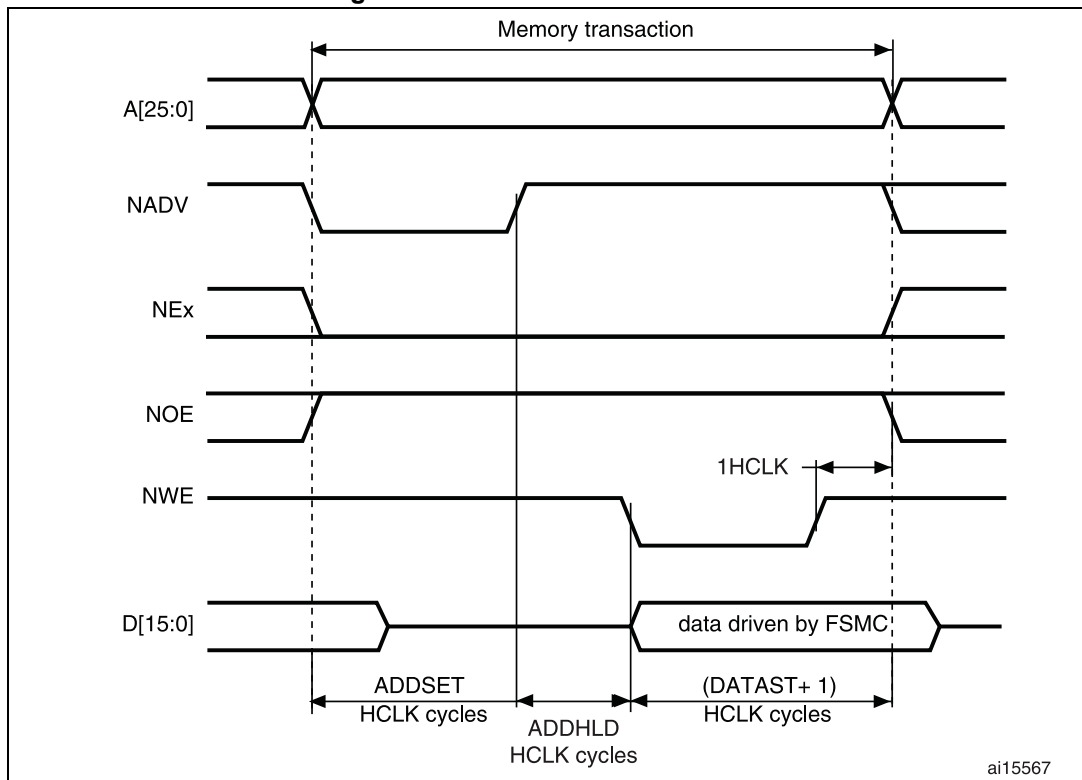 Memory transaction
A[25:0]
NADV
NEx
NOE
1HCLK
NWE
D[15:0]
data driven by FSMC
ADDSET
HCLK cycles
ADDHLD
HCLK cycles
(DATAST+ 1)
HCLK cycles
ai15567